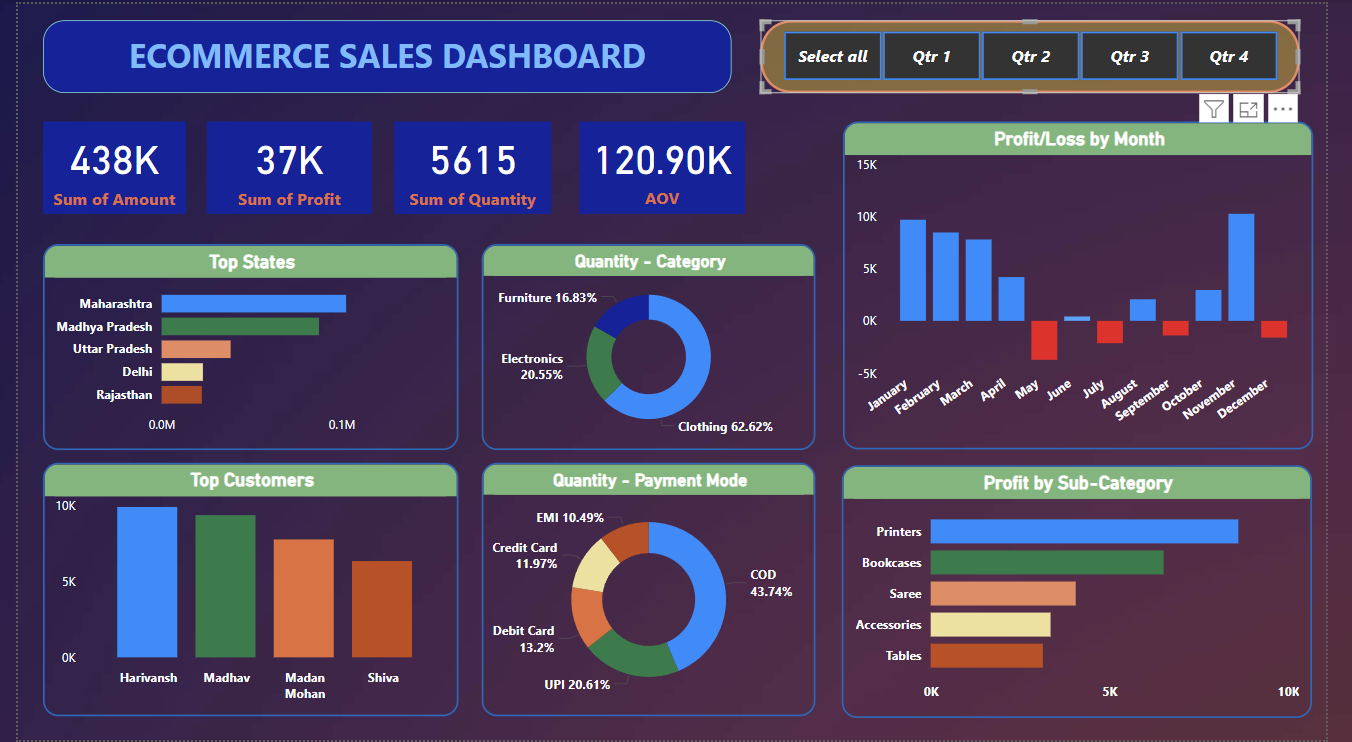 ECOMMERCE SALES DASHBOARD
Select all
Qtr 1
Qtr 2
Qtr 3
Qtr 4
438K
Sum of Amount
37K
Sum of Profit
5615
Sum of Quantity
120.90K
AOV
Profit/Loss by Month
15K
10K
5K
0K
-5K
January
February
March
April
May
June
July
August
September
October
November
December
Top States
Maharashtra
Madhya Pradesh
Uttar Pradesh
Delhi
Rajasthan
0.0M
0.1M
Quantity - Category
Furniture 16.83%
Electronics
20.55%
Clothing 62.62%
Top Customers
10K
5K
0K
Harivansh
Madhav
Madan
Mohan
Shiva
Quantity - Payment Mode
EMI 10.49%
Credit Card
11.97%
COD
43.74%
Debit Card
13.2%
UPI 20.61%
Profit by Sub-Category
Printers
Bookcases
Saree
Accessories
Tables
0K
5K
10K